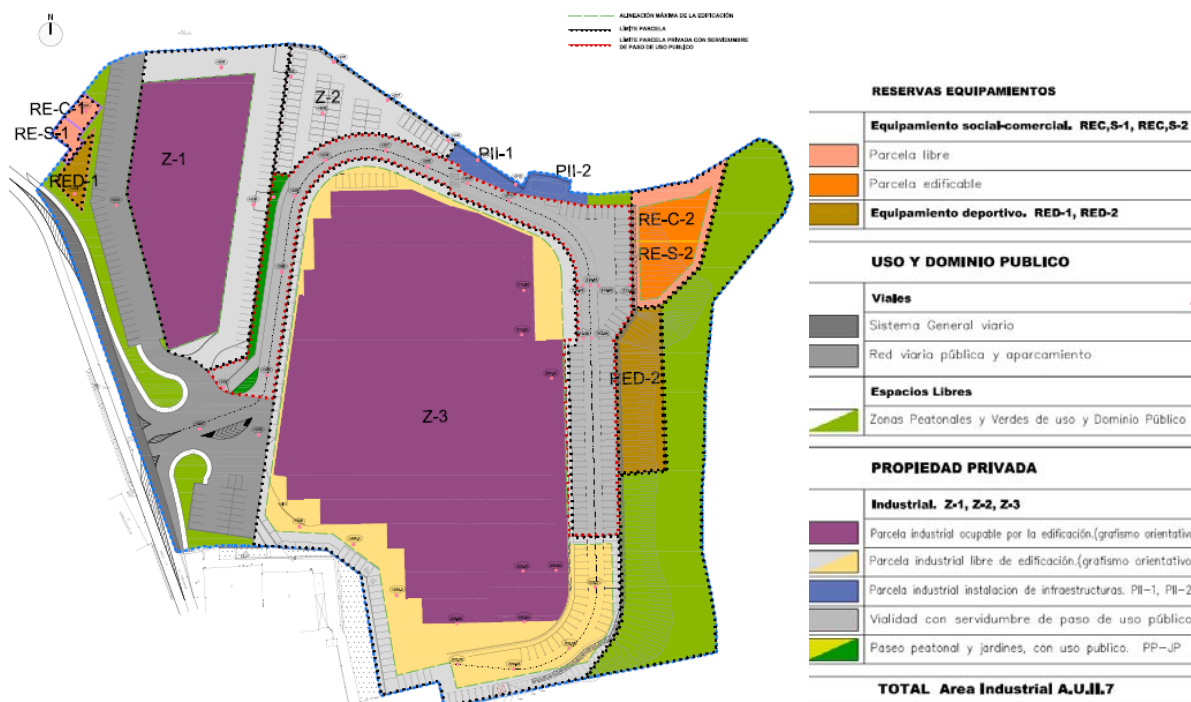 N
ALINEACIÓN MÁXIMA DE LA EDIFICACIÓN
LÍMITE PARCELA
LÍMITE PARCELA PRIVADA CON SERVIDUMBRE
DE PASO DE USO PUBLICO
RE-C-1
RE-S-1
RED-1
Z-1
Z-2
PII-1
PII-2
RE-C-2
RE-S-2
RED-2
Z-3
RESERVAS EQUIPAMIENTOS
Equipamiento social-comercial. REC,S-1, REC,S-2
Parcela libre
Parcela edificable
Equipamiento deportivo. RED-1, RED-2
USO Y DOMINIO PUBLICO
Viales
Sistema General viario
Red viaria pública y aparcamiento
Espacios Libres
Zonas Peatonales y Verdes de uso y Dominio Público
PROPIEDAD PRIVADA
Industrial. Z-1, Z-2, Z-3
Parcela industrial ocupable por la edificación.(grafismo orientativo
Parcela industrial libre de edificación.(grafismo orientativo
Parcela industrial instalacion de infraestructuras. PII-1, PII-2
Vialidad con servidumbre de paso de uso público
Paseo peatonal y jardines, con uso publico. PP-JP
TOTAL Area Industrial A.U.II.7